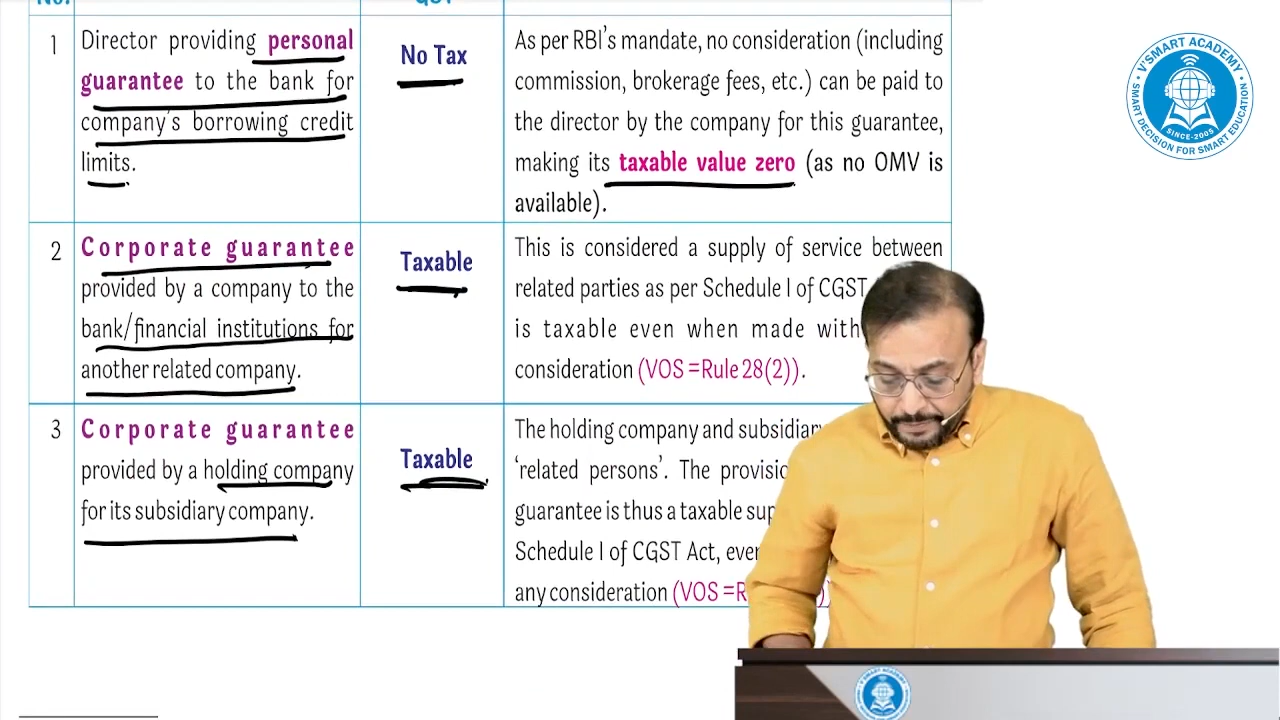 No.
GST
1
Director providing personal
guarantee to the bank for
company's borrowing credit
limits.
No Tax
As per RBI's mandate, no consideration (including
commission, brokerage fees, etc.) can be paid to
the director by the company for this guarantee,
making its taxable value zero (as no OMV is
available).
2
Corporate guarantee
provided by a company to the
bank/financial institutions for
another related company.
Taxable
This is considered a supply of service between
related parties as per Schedule I of CGST
is taxable even when made with
consideration (VOS =Rule 28(2)).
3
Corporate guarantee
provided by a holding company
for its subsidiary company.
Taxable
The holding company and subsidiary
'related persons'. The provisio
guarantee is thus a taxable sup
Schedule I of CGST Act, eve
any consideration (VOS =R )
V'SMART ACADEMY
SINCE-2005
SMART DECISION FOR SMART EDUCATION